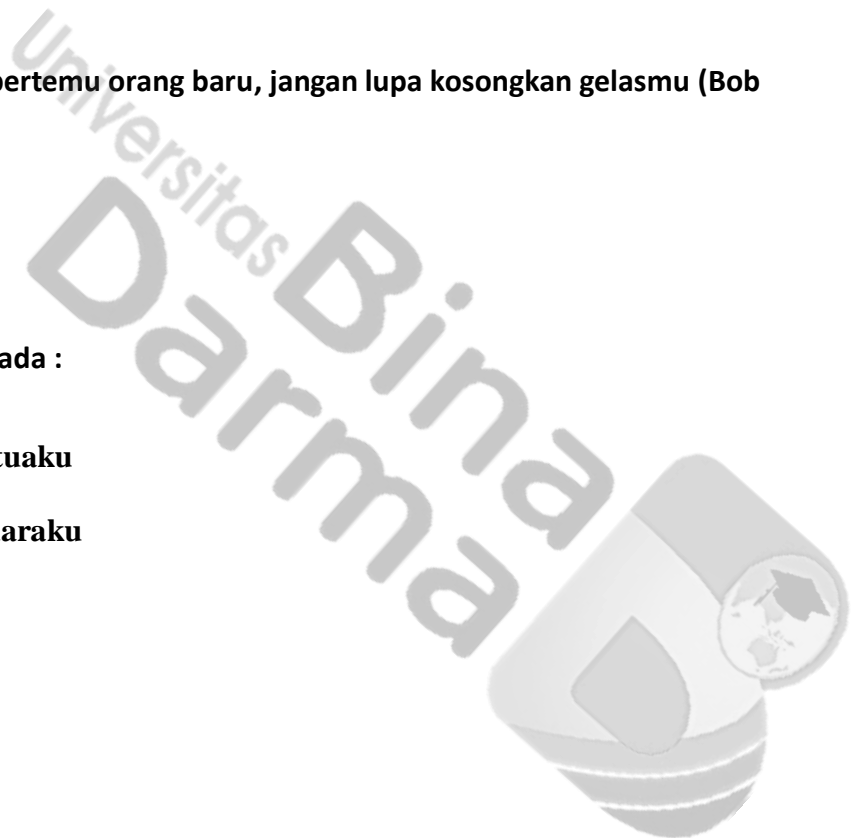 bertemu orang baru, jangan lupa kosongkan gelasmu (Bob
ada :
tuaku
araku
Universitas
Bina
Darma